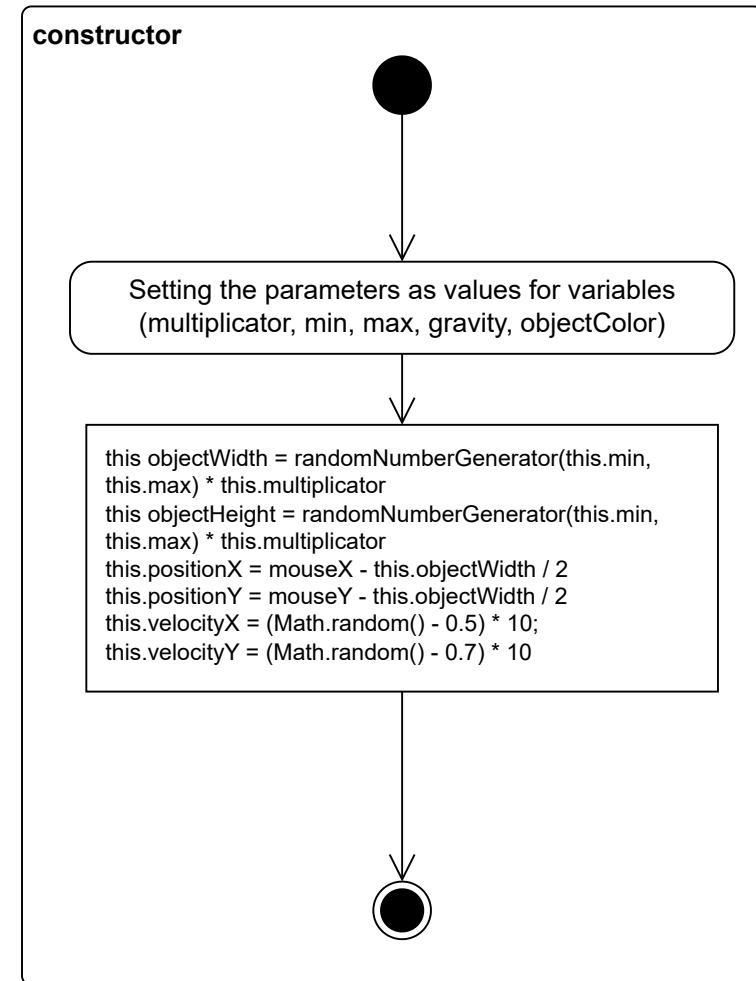 constructor
Setting the parameters as values for variables
(multiplicator, min, max, gravity, objectColor)
this objectWidth = randomNumberGenerator(this.min,
this.max) * this.multiplicator
this objectHeight = randomNumberGenerator(this.min,
this.max) * this.multiplicator
this.positionX = mouseX - this.objectWidth / 2
this.positionY = mouseY - this.objectWidth / 2
this.velocityX = (Math.random() - 0.5) * 10;
this.velocityY = (Math.random() - 0.7) * 10